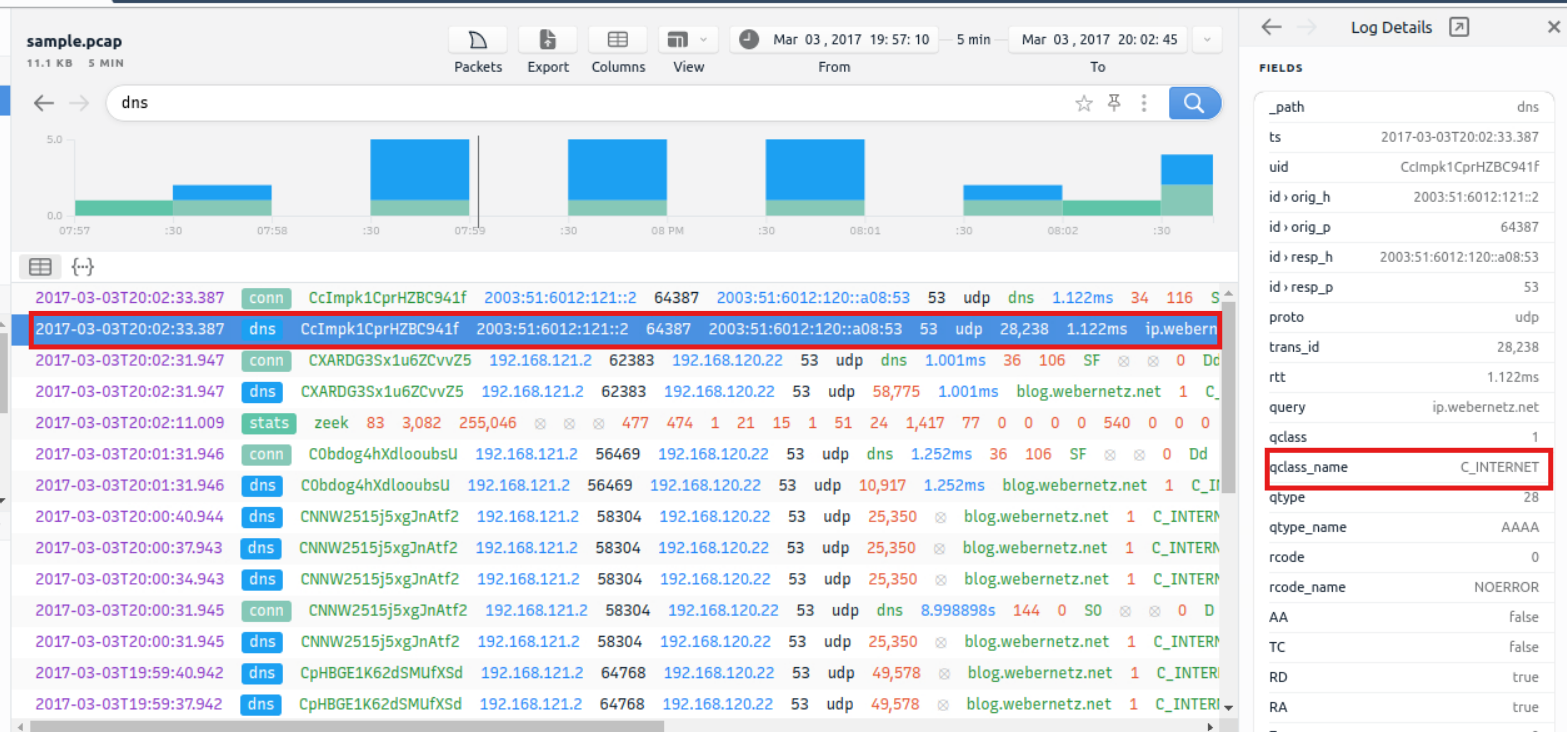 sample.pcap
11.1 KB 5 MIN
Packets Export Columns View
Mar 03 , 2017 19: 57: 10 5 min Mar 03 , 2017 20: 02: 45
From To
dns
5.0
0.0
07:57 :30 07:58 :30 07:59 :30 08 PM :30 08:01 :30 08:02 :30
2017-03-03T20:02:33.387 conn CcImpk1CprHZBC941f 2003:51:6012:121::2 64387 2003:51:6012:120::a08:53 53 udp dns 1.122ms 34 116 S
2017-03-03T20:02:33.387 dns CcImpk1CprHZBC941f 2003:51:6012:121::2 64387 2003:51:6012:120::a08:53 53 udp 28,238 1.122ms ip.webern
2017-03-03T20:02:31.947 conn CXARDG3Sx1u6ZCvvZ5 192.168.121.2 62383 192.168.120.22 53 udp dns 1.001ms 36 106 SF ⊗ ⊗ 0 Dd
2017-03-03T20:02:31.947 dns CXARDG3Sx1u6ZCvvZ5 192.168.121.2 62383 192.168.120.22 53 udp 58,775 1.001ms blog.webernetz.net 1 C_
2017-03-03T20:02:11.009 stats zeek 83 3,082 255,046 ⊗ ⊗ ⊗ 477 474 1 21 15 1 51 24 1,417 77 0 0 0 0 540 0 0 0
2017-03-03T20:01:31.946 conn C0bdog4hXdlooubsU 192.168.121.2 56469 192.168.120.22 53 udp dns 1.252ms 36 106 SF ⊗ ⊗ 0 Dd
2017-03-03T20:01:31.946 dns C0bdog4hXdlooubsU 192.168.121.2 56469 192.168.120.22 53 udp 10,917 1.252ms blog.webernetz.net 1 C_I
2017-03-03T20:00:40.944 dns CNNW2515j5xgJnAtf2 192.168.121.2 58304 192.168.120.22 53 udp 25,350 ⊗ blog.webernetz.net 1 C_INTERN
2017-03-03T20:00:37.943 dns CNNW2515j5xgJnAtf2 192.168.121.2 58304 192.168.120.22 53 udp 25,350 ⊗ blog.webernetz.net 1 C_INTERN
2017-03-03T20:00:34.943 dns CNNW2515j5xgJnAtf2 192.168.121.2 58304 192.168.120.22 53 udp 25,350 ⊗ blog.webernetz.net 1 C_INTERN
2017-03-03T20:00:31.945 conn CNNW2515j5xgJnAtf2 192.168.121.2 58304 192.168.120.22 53 udp dns 8.998898s 144 0 S0 ⊗ ⊗ 0 D
2017-03-03T20:00:31.945 dns CNNW2515j5xgJnAtf2 192.168.121.2 58304 192.168.120.22 53 udp 25,350 ⊗ blog.webernetz.net 1 C_INTERN
2017-03-03T19:59:40.942 dns CpHBGE1K62dSMUfXSd 192.168.121.2 64768 192.168.120.22 53 udp 49,578 ⊗ blog.webernetz.net 1 C_INTER
2017-03-03T19:59:37.942 dns CpHBGE1K62dSMUfXSd 192.168.121.2 64768 192.168.120.22 53 udp 49,578 ⊗ blog.webernetz.net 1 C_INTER
Log Details
FIELDS
_path dns
ts 2017-03-03T20:02:33.387
uid CcImpk1CprHZBC941f
id › orig_h 2003:51:6012:121::2
id › orig_p 64387
id › resp_h 2003:51:6012:120::a08:53
id › resp_p 53
proto udp
trans_id 28,238
rtt 1.122ms
query ip.webernetz.net
qclass 1
qclass_name C_INTERNET
qtype 28
qtype_name AAAA
rcode 0
rcode_name NOERROR
AA false
TC false
RD true
RA true